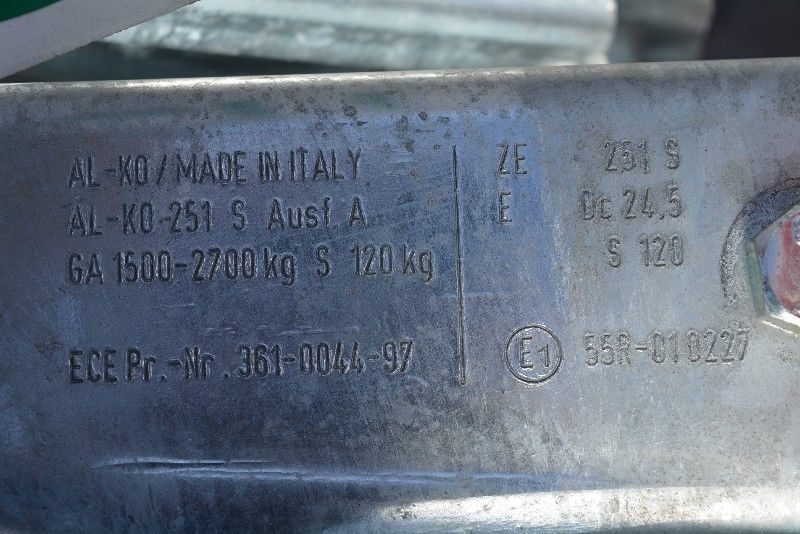 AL-KO / MADE IN ITALY
AL-KO 251 S Ausf. A
GA 1500-2700 kg S 120 kg
ECE Pr.-Nr. 361-0044-97
ZE 251 S
E Dc 24.5
S 120
E1 55R-010227